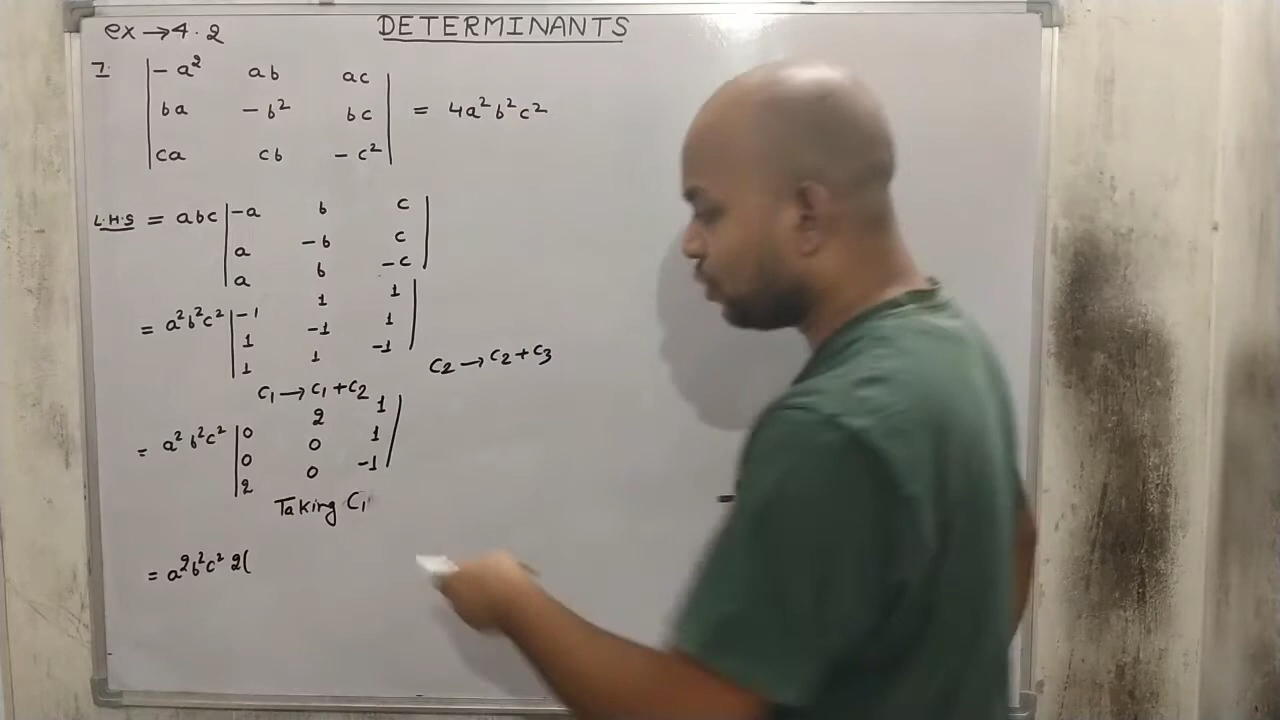 ex → 4.2
DETERMINANTS
7. | -a² ab ac |
| ba -b² bc | = 4a²b²c²
| ca cb -c² |
L.H.S = abc | -a b c |
| a -b c |
| a b -c |
= a²b²c² | -1 1 1 |
| 1 -1 1 |
| 1 1 -1 |
C₁ → C₁ + C₂ C₂ → C₂ + C₃
= a² b²c² | 0 2 1 |
| 0 0 1 |
| 2 0 -1 |
Taking C₁
= a²b²c² 2(